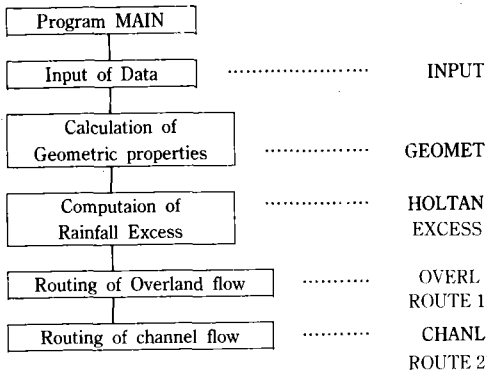 Program MAIN
Input of Data ........................ INPUT
Calculation of
Geometric properties .................. GEOMET
Computaion of .................. HOLTAN
Rainfall Excess EXCESS
Routing of Overland flow ............ OVERL
ROUTE 1
Routing of channel flow ............ CHANL
ROUTE 2